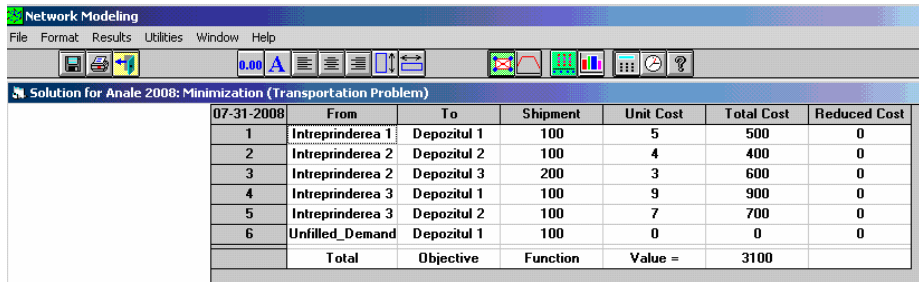 Network Modeling
File Format Results Utilities Window Help
0.00 A ?
Solution for Anale 2008: Minimization (Transportation Problem)
07-31-2008 From To Shipment Unit Cost Total Cost Reduced Cost
1 Intreprinderea 1 Depozitul 1 100 5 500 0
2 Intreprinderea 2 Depozitul 2 100 4 400 0
3 Intreprinderea 2 Depozitul 3 200 3 600 0
4 Intreprinderea 3 Depozitul 1 100 9 900 0
5 Intreprinderea 3 Depozitul 2 100 7 700 0
6 Unfilled_Demand Depozitul 1 100 0 0 0
Total Objective Function Value = 3100